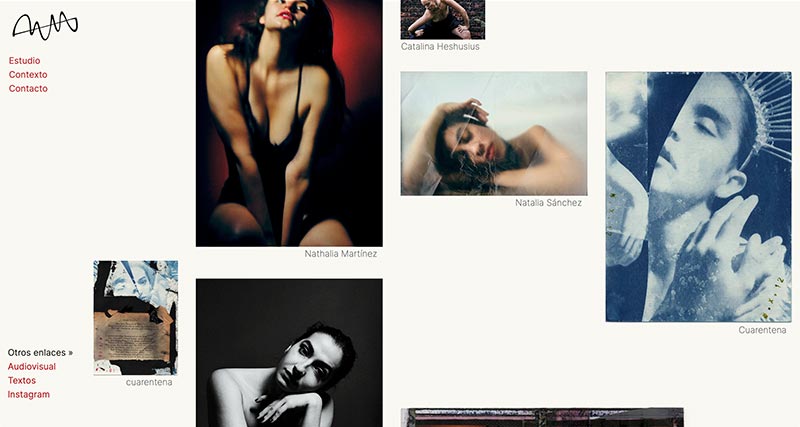 Estudio
Contexto
Contacto
Catalina Heshusius
Natalia Sánchez
Nathalia Martínez
Cuarentena
cuarentena
Otros enlaces »
Audiovisual
Textos
Instagram